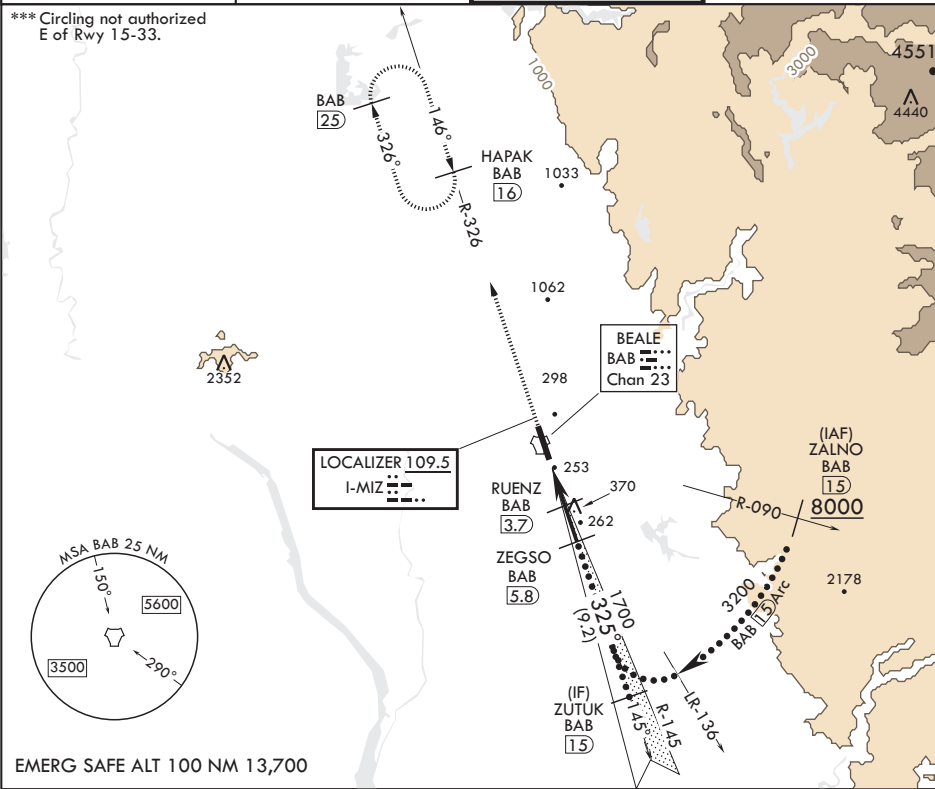 *** Circling not authorized
E of Rwy 15-33.
1000
3000
4551
4440
BAB
25
146°
326°
HAPAK
BAB
16
1033
R-326
1062
BEALE
BAB
Chan 23
2352
298
LOCALIZER 109.5
I-MIZ
253
370
RUENZ
BAB
3.7
262
ZEGSO
BAB
5.8
(IAF)
ZALNO
BAB
15
8000
R-090
2178
3200
BAB 15 Arc
1700
325°
(9.2)
(IF)
ZUTUK
BAB
15
145°
R-145
LR-136
MSA BAB 25 NM
150°
5600
3500
290°
EMERG SAFE ALT 100 NM 13,700